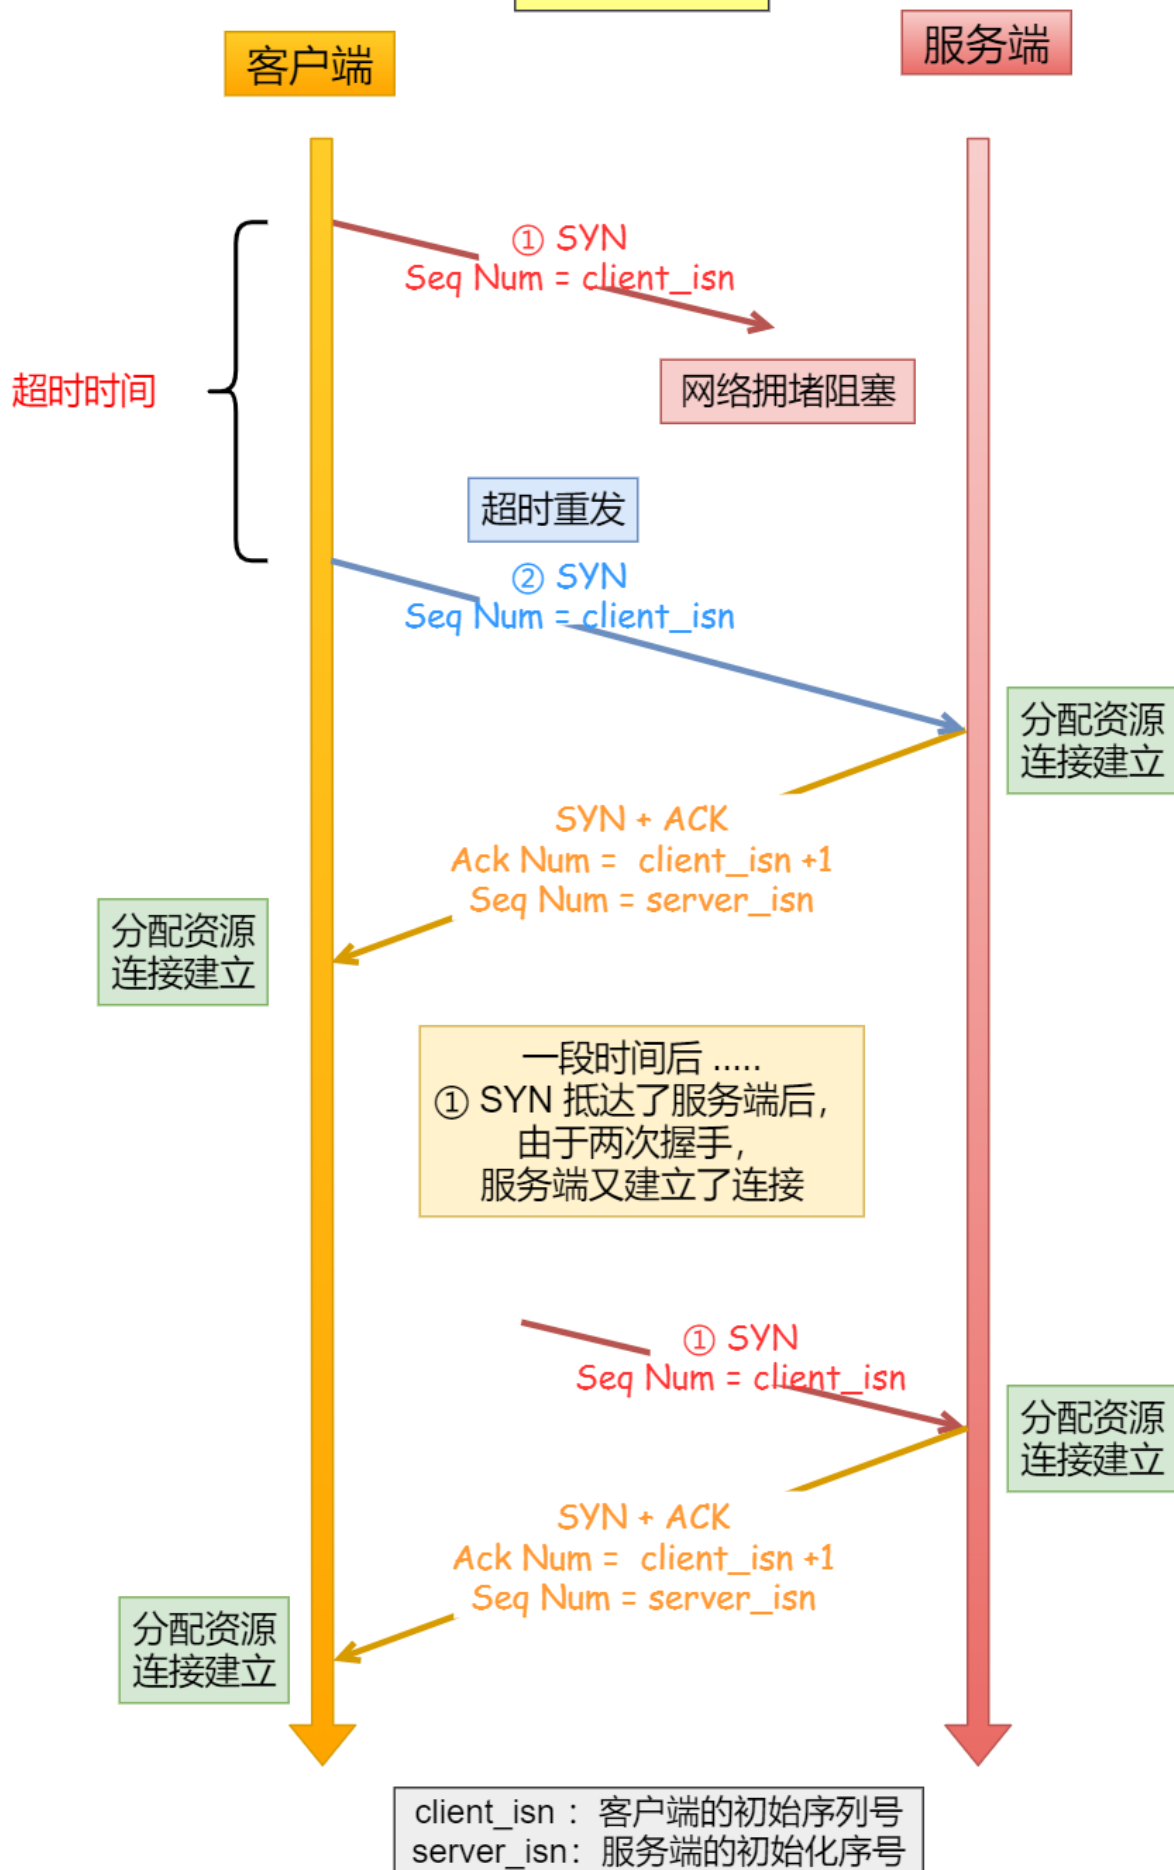 客户端
服务端
① SYN
Seq Num = client_isn
超时时间
网络拥堵阻塞
超时重发
② SYN
Seq Num = client_isn
分配资源
连接建立
SYN + ACK
Ack Num = client_isn +1
Seq Num = server_isn
分配资源
连接建立
一段时间后 .....
① SYN 抵达了服务端后，
由于两次握手，
服务端又建立了连接
① SYN
Seq Num = client_isn
分配资源
连接建立
SYN + ACK
Ack Num = client_isn +1
Seq Num = server_isn
分配资源
连接建立
client_isn ：客户端的初始序列号
server_isn：服务端的初始化序号